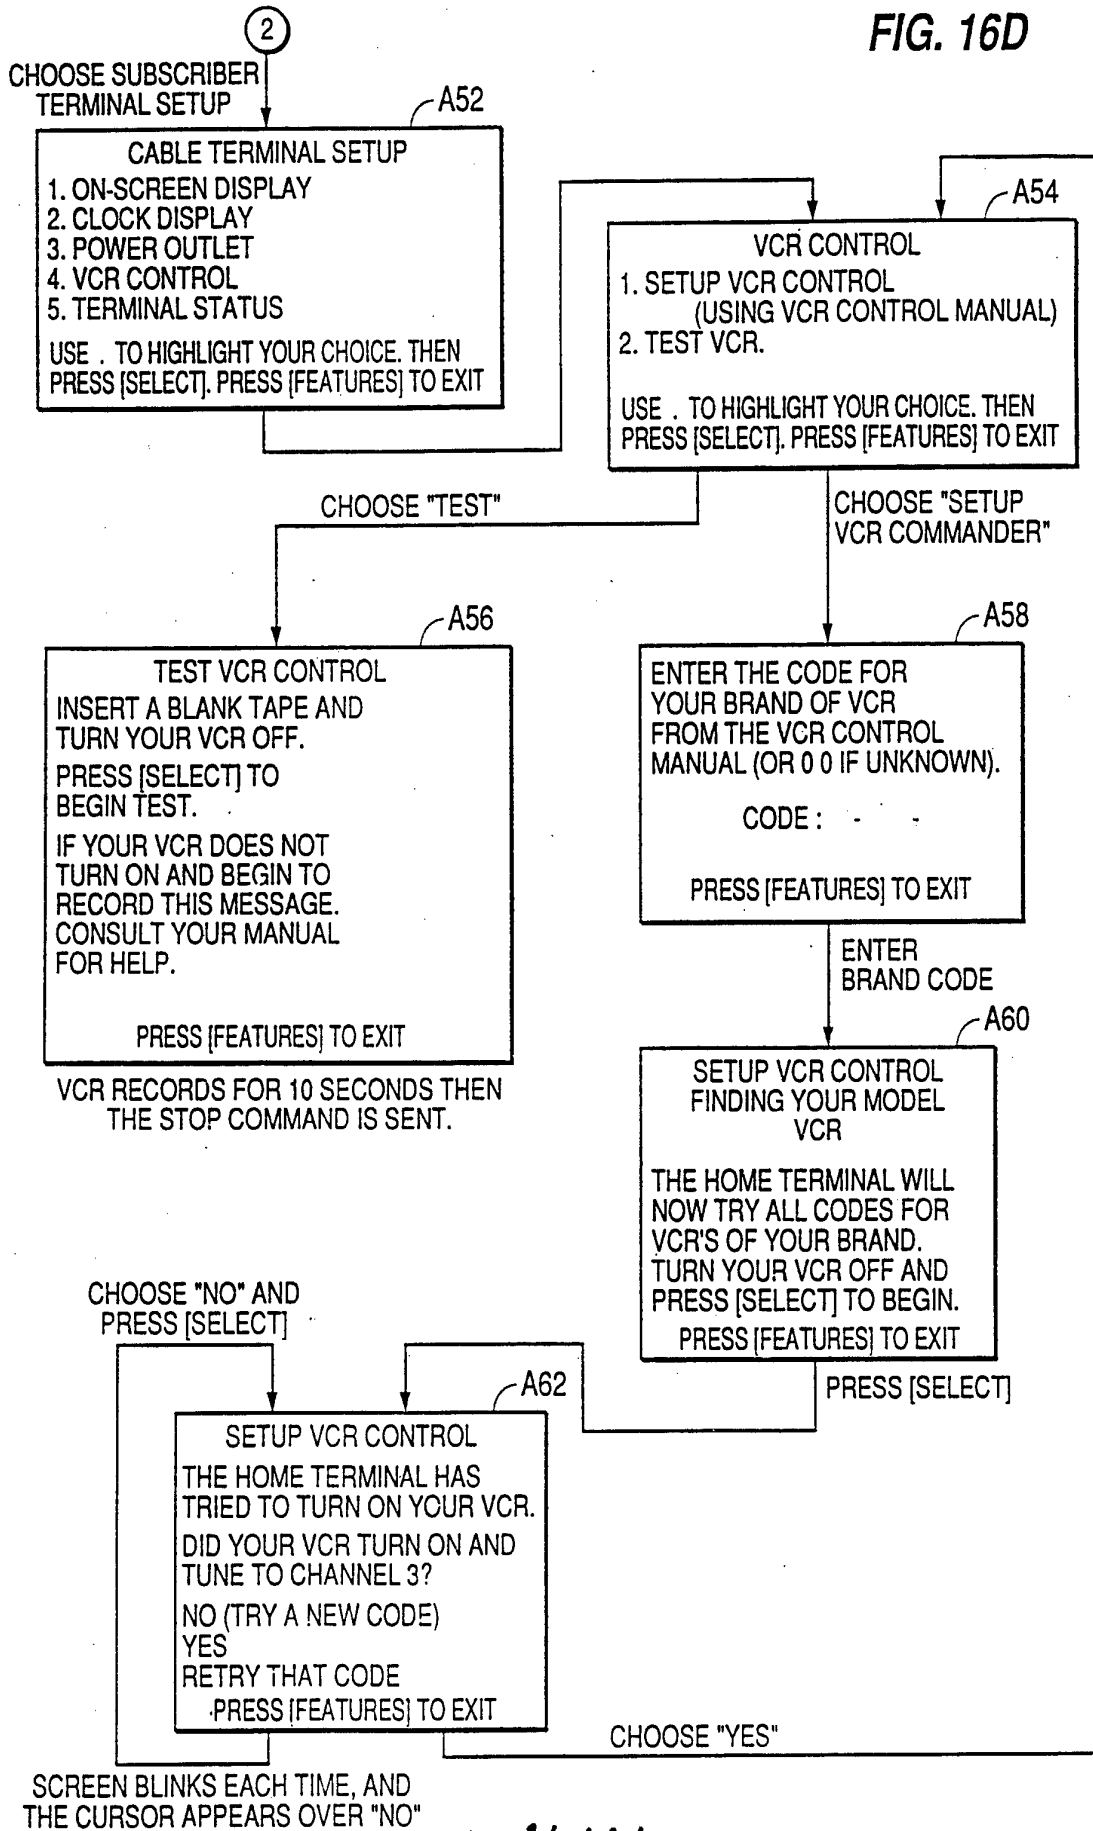 FIG. 16D
2
CHOOSE SUBSCRIBER
TERMINAL SETUP
A52
CABLE TERMINAL SETUP
1. ON-SCREEN DISPLAY
2. CLOCK DISPLAY
3. POWER OUTLET
4. VCR CONTROL
5. TERMINAL STATUS
USE . TO HIGHLIGHT YOUR CHOICE. THEN
PRESS [SELECT]. PRESS [FEATURES] TO EXIT
A54
VCR CONTROL
1. SETUP VCR CONTROL
(USING VCR CONTROL MANUAL)
2. TEST VCR.
USE . TO HIGHLIGHT YOUR CHOICE. THEN
PRESS [SELECT]. PRESS [FEATURES] TO EXIT
CHOOSE "TEST"
CHOOSE "SETUP
VCR COMMANDER"
A56
TEST VCR CONTROL
INSERT A BLANK TAPE AND
TURN YOUR VCR OFF.
PRESS [SELECT] TO
BEGIN TEST.
IF YOUR VCR DOES NOT
TURN ON AND BEGIN TO
RECORD THIS MESSAGE.
CONSULT YOUR MANUAL
FOR HELP.
PRESS [FEATURES] TO EXIT
VCR RECORDS FOR 10 SECONDS THEN
THE STOP COMMAND IS SENT.
A58
ENTER THE CODE FOR
YOUR BRAND OF VCR
FROM THE VCR CONTROL
MANUAL (OR 0 0 IF UNKNOWN).
CODE : - -
PRESS [FEATURES] TO EXIT
ENTER
BRAND CODE
A60
SETUP VCR CONTROL
FINDING YOUR MODEL
VCR
THE HOME TERMINAL WILL
NOW TRY ALL CODES FOR
VCR'S OF YOUR BRAND.
TURN YOUR VCR OFF AND
PRESS [SELECT] TO BEGIN.
PRESS [FEATURES] TO EXIT
PRESS [SELECT]
CHOOSE "NO" AND
PRESS [SELECT]
A62
SETUP VCR CONTROL
THE HOME TERMINAL HAS
TRIED TO TURN ON YOUR VCR.
DID YOUR VCR TURN ON AND
TUNE TO CHANNEL 3?
NO (TRY A NEW CODE)
YES
RETRY THAT CODE
PRESS [FEATURES] TO EXIT
CHOOSE "YES"
SCREEN BLINKS EACH TIME, AND
THE CURSOR APPEARS OVER "NO"